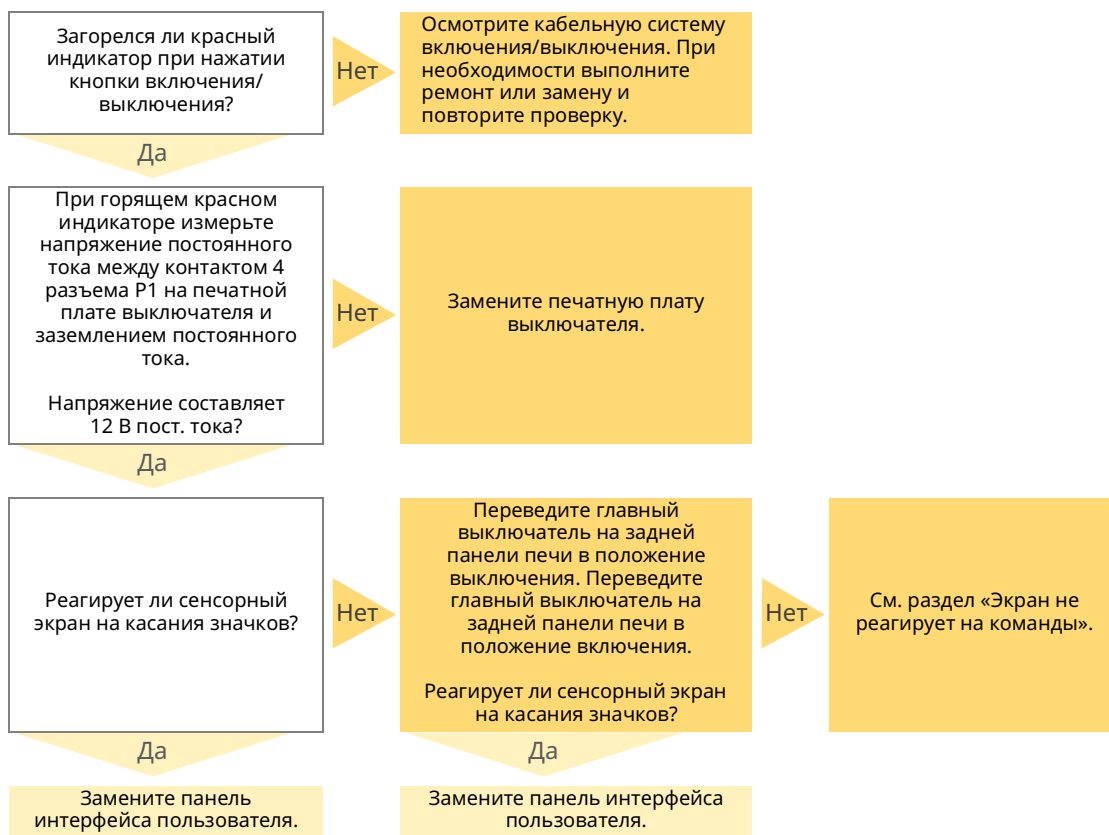 Загорелся ли красный
индикатор при нажатии
кнопки включения/
выключения?
Нет
Осмотрите кабельную систему
включения/выключения. При
необходимости выполните
ремонт или замену и
повторите проверку.
Да
При горящем красном
индикаторе измерьте
напряжение постоянного
тока между контактом 4
разъема P1 на печатной
плате выключателя и
заземлением постоянного
тока.
Напряжение составляет
12 В пост. тока?
Нет
Замените печатную плату
выключателя.
Да
Реагирует ли сенсорный
экран на касания значков?
Нет
Переведите главный
выключатель на задней
панели печи в положение
выключения. Переведите
главный выключатель на
задней панели печи в
положение включения.
Реагирует ли сенсорный экран
на касания значков?
Нет
См. раздел «Экран не
реагирует на команды».
Да
Да
Замените панель
интерфейса пользователя.
Замените панель интерфейса
пользователя.